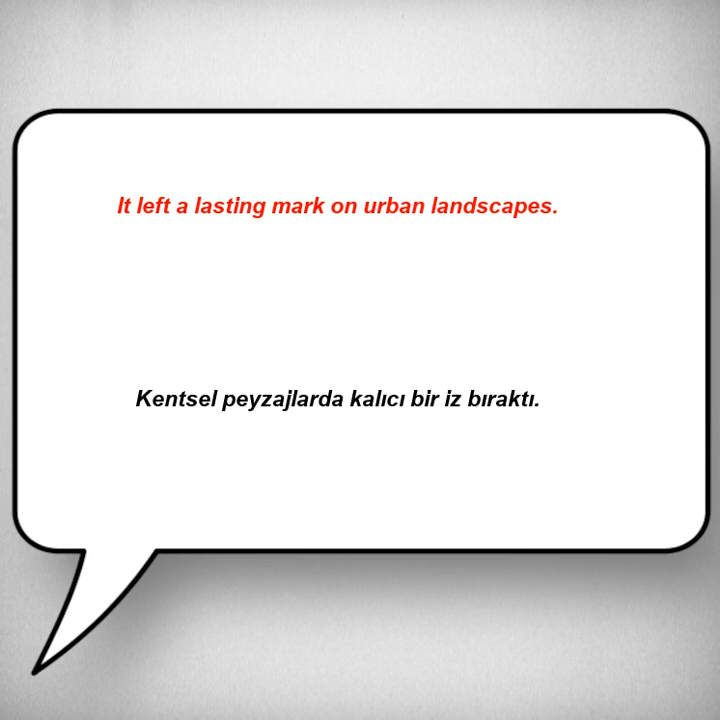 It left a lasting mark on urban landscapes.
Kentsel peyzajlarda kalıcı bir iz bıraktı.